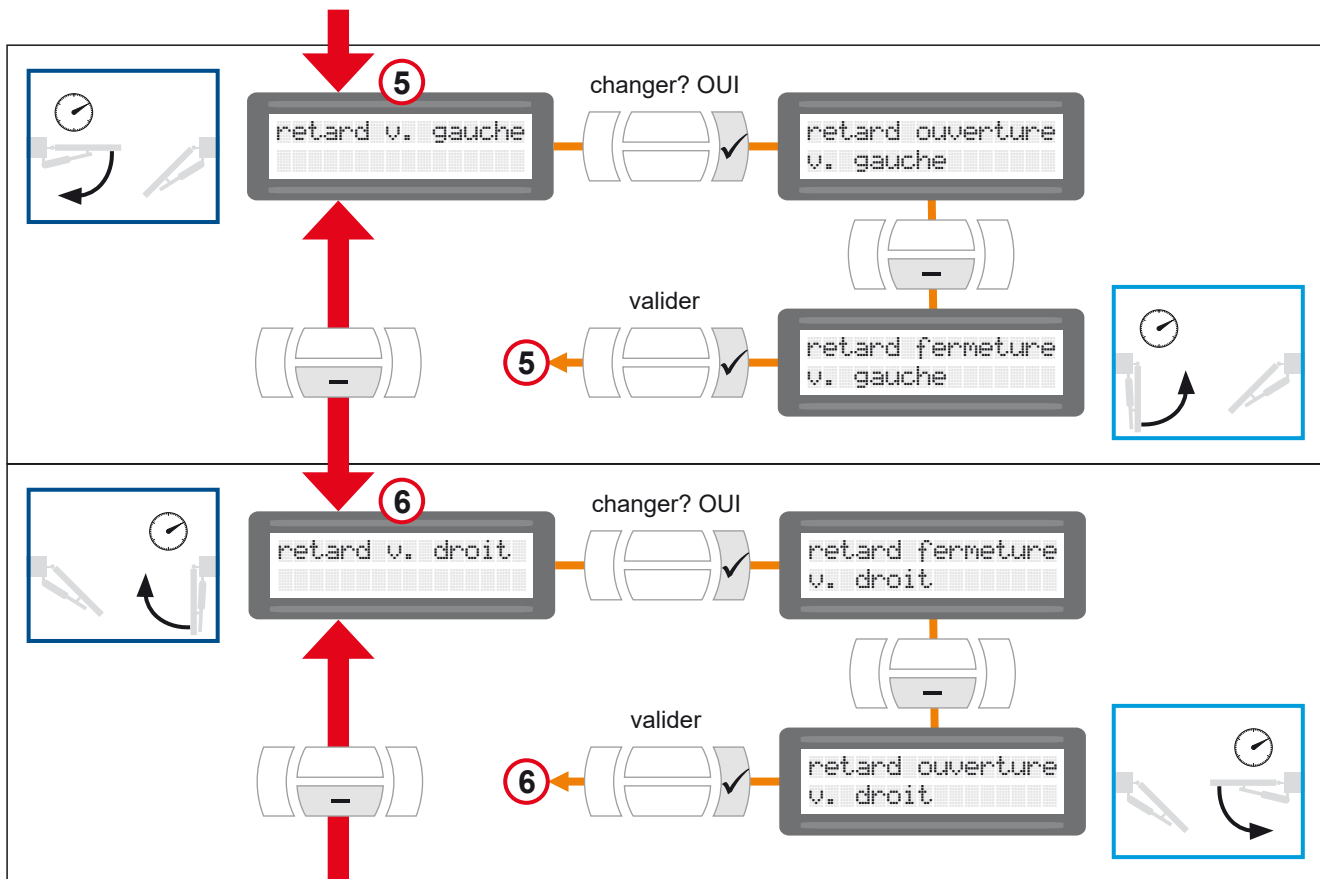 5
changer? OUI
retard v. gauche
retard ouverture
v. gauche
valider
5
retard fermeture
v. gauche
6
changer? OUI
retard v. droit
retard fermeture
v. droit
valider
6
retard ouverture
v. droit